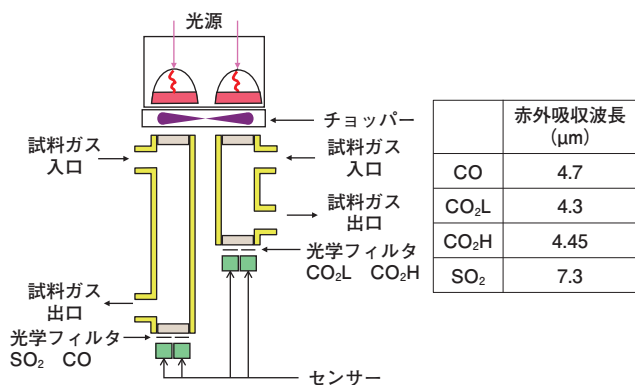 光源
チョッパー
試料ガス
入口
試料ガス
入口
試料ガス
出口
光学フィルタ
CO₂L CO₂H
試料ガス
出口
光学フィルタ
SO₂ CO
センサー
赤外吸収波長
(μm)
CO 4.7
CO₂L 4.3
CO₂H 4.45
SO₂ 7.3